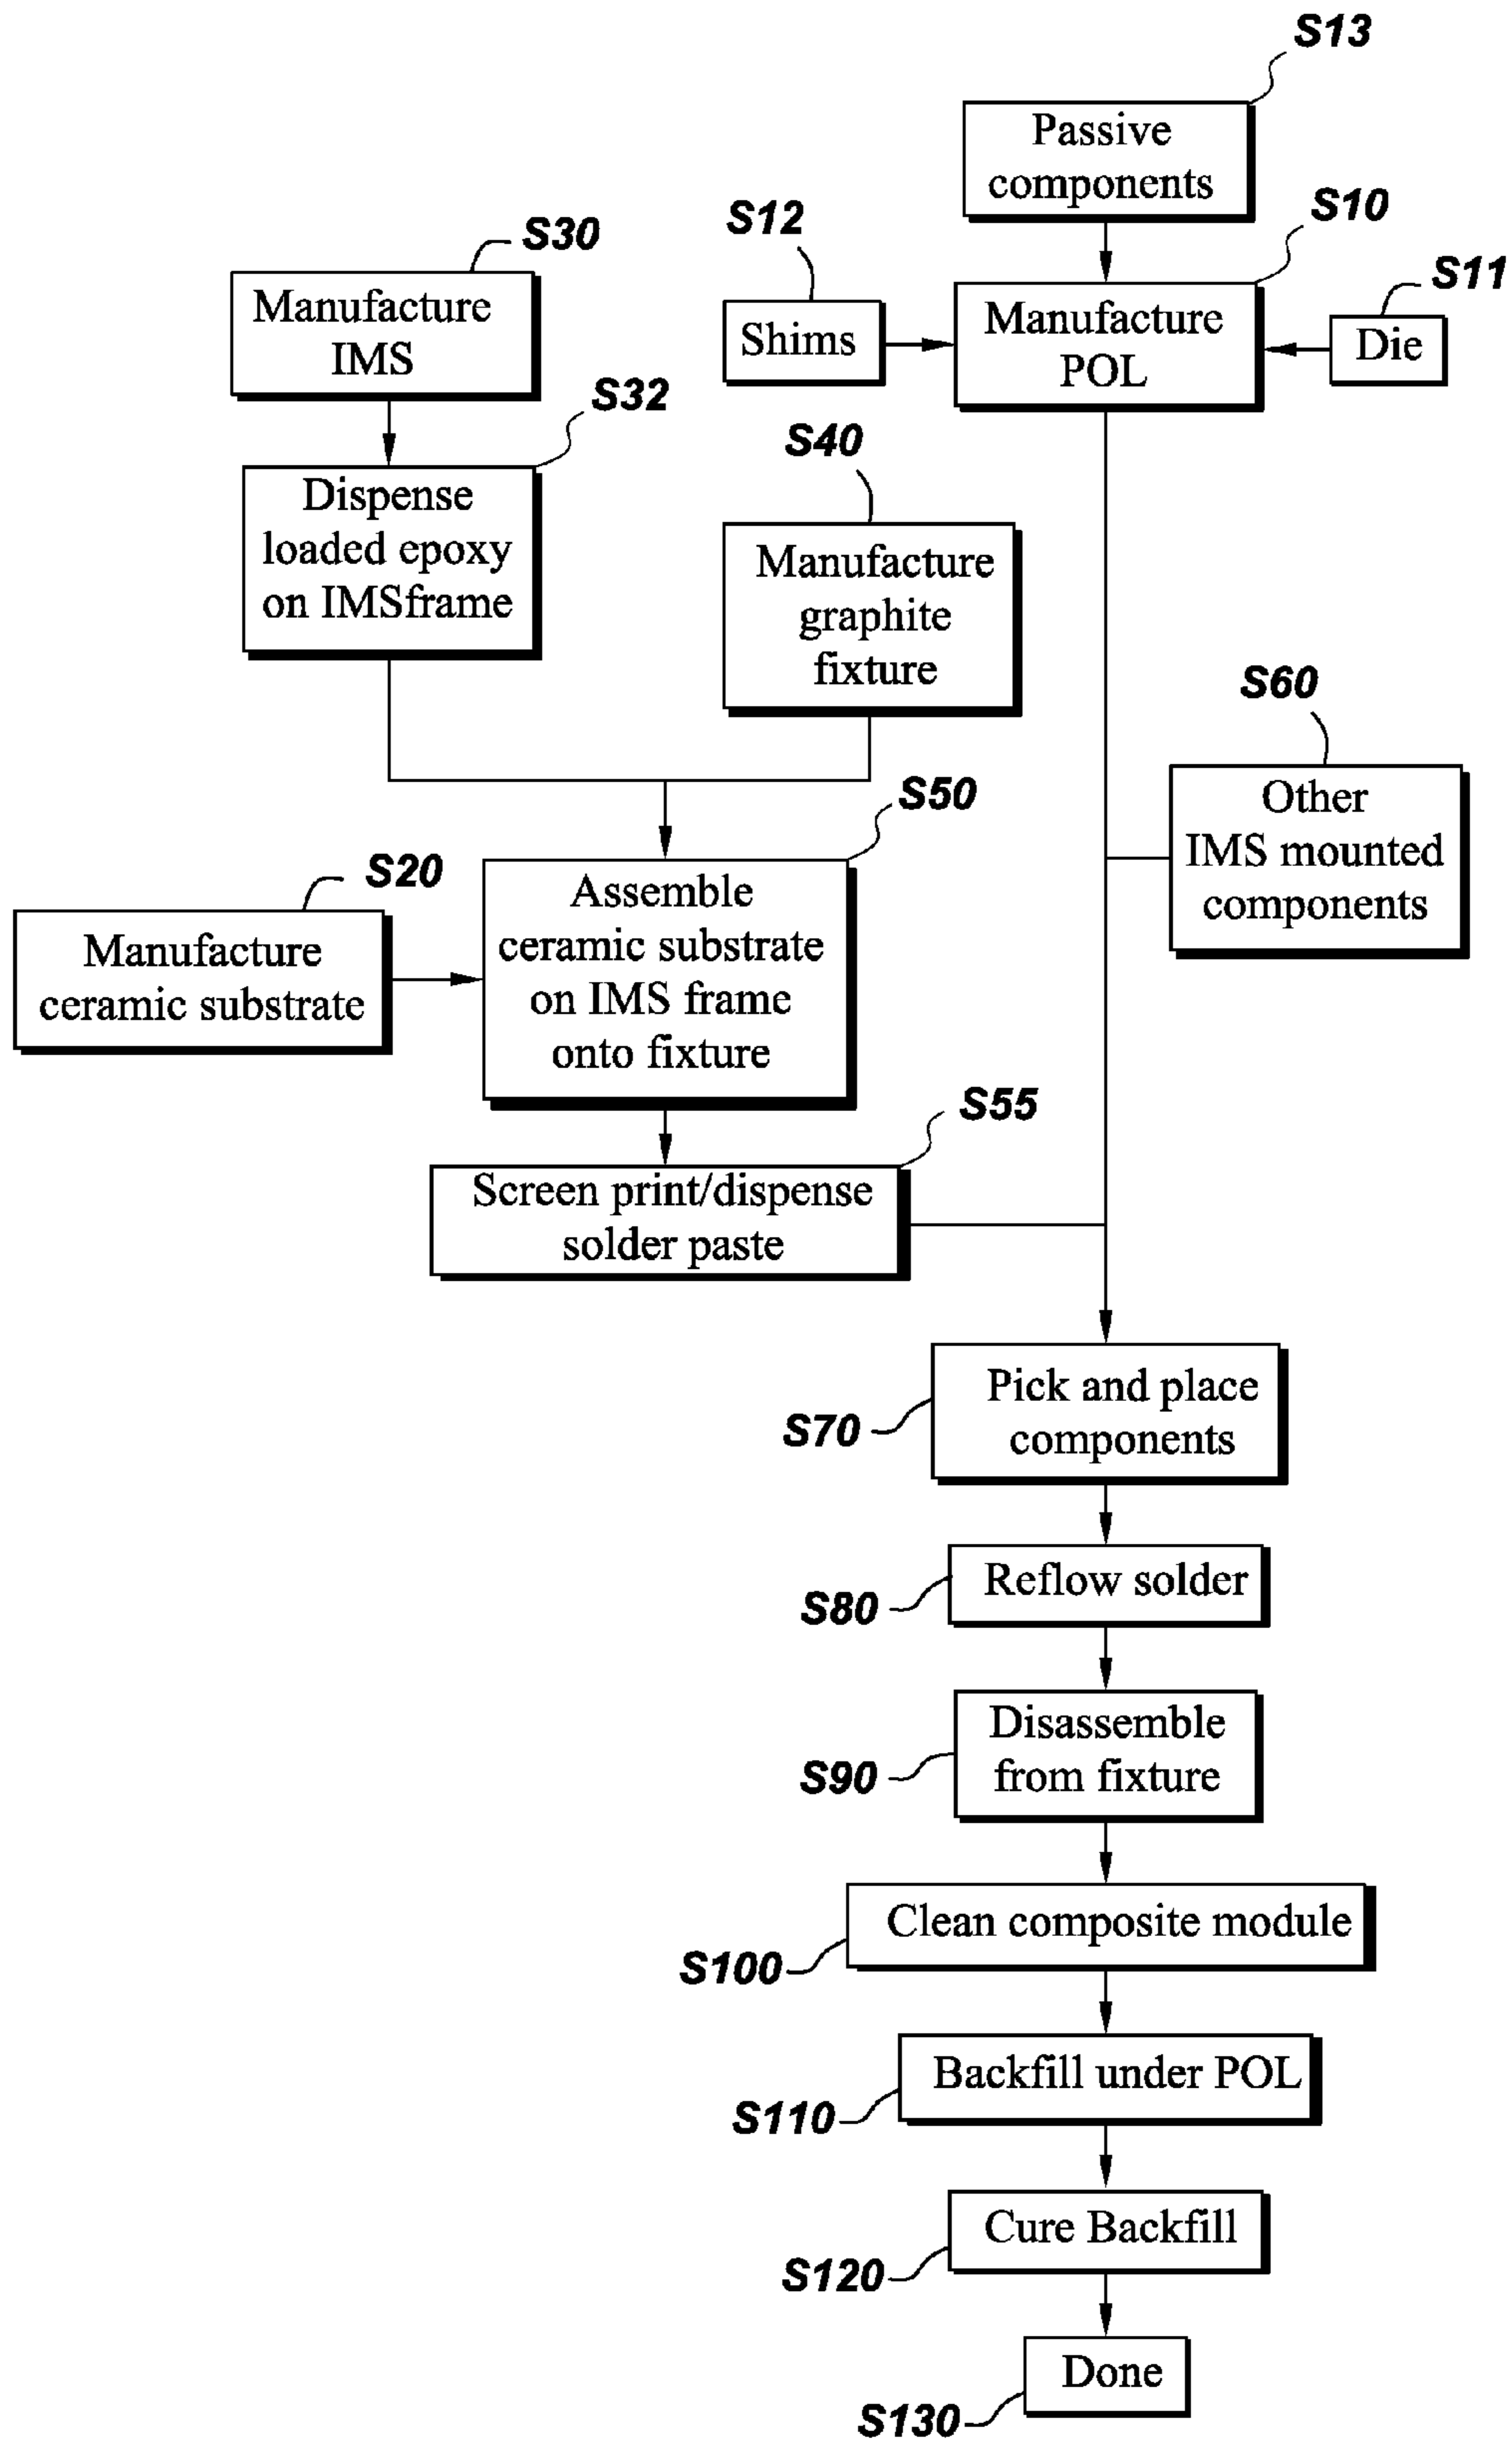 S13
Passive
components
S10
S12
S11
S30
Manufacture
IMS
Shims
Manufacture
POL
Die
S32
S40
Dispense
loaded epoxy
on IMSframe
Manufacture
graphite
fixture
S60
Other
IMS mounted
components
S50
S20
Manufacture
ceramic substrate
Assemble
ceramic substrate
on IMS frame
onto fixture
S55
Screen print/dispense
solder paste
Pick and place
components
S70
Reflow solder
S80
Disassemble
from fixture
S90
Clean composite module
S100
Backfill under POL
S110
Cure Backfill
S120
Done
S130